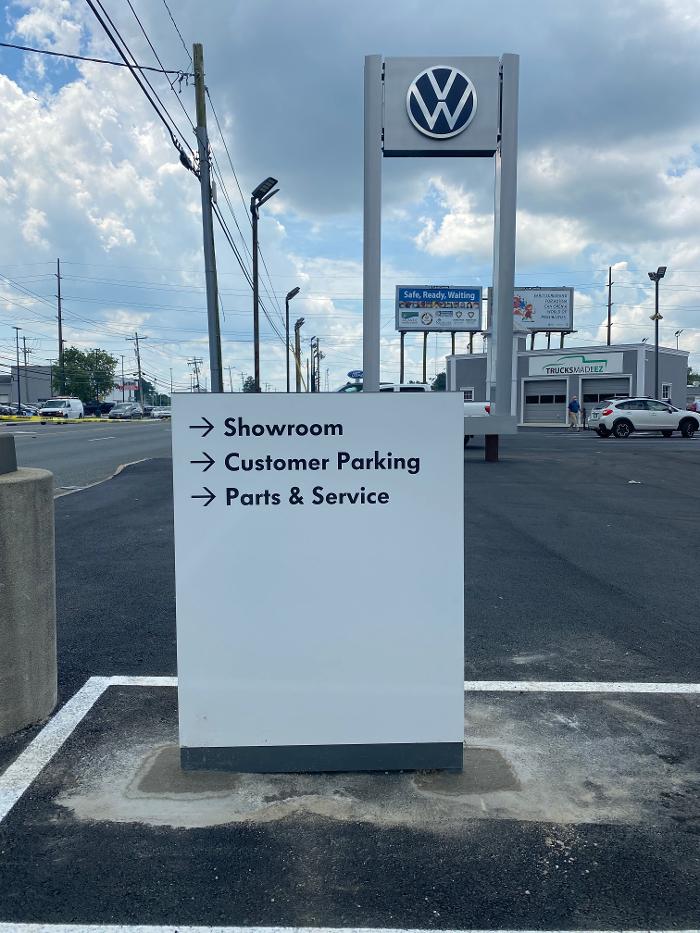 Safe, Ready, Waiting
TRUCKSMADEEZ
→ Showroom
→ Customer Parking
→ Parts & Service